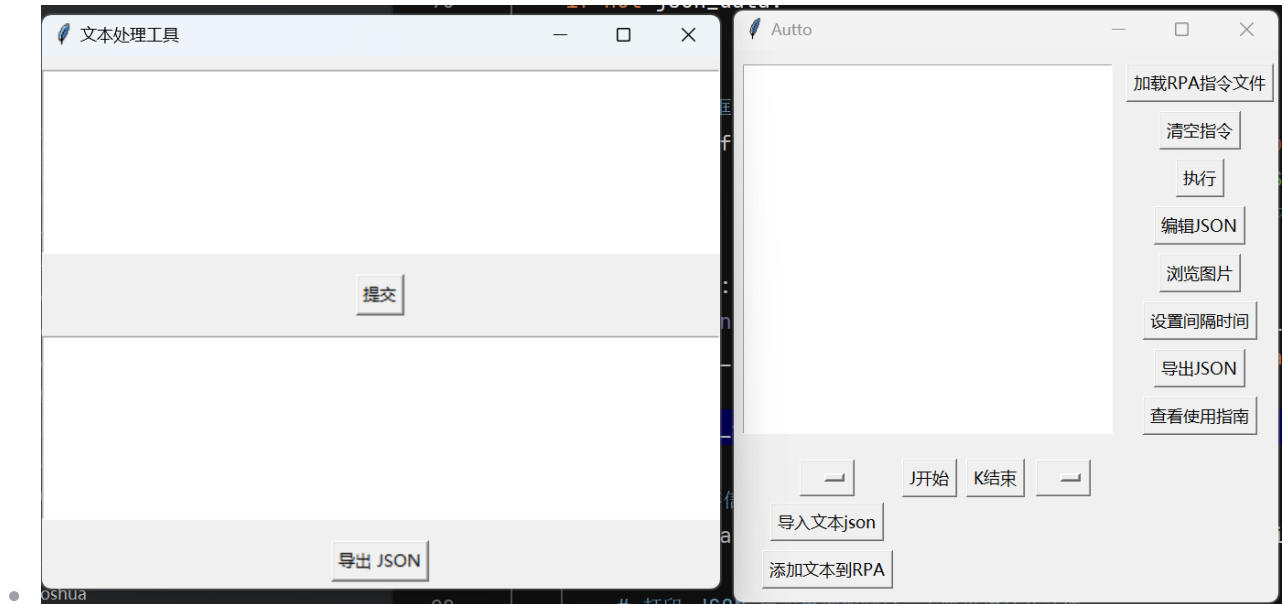 if not json_data:
文本处理工具
提交
导出 JSON
oshua
Autto
加载RPA指令文件
清空指令
执行
编辑JSON
浏览图片
设置间隔时间
导出JSON
查看使用指南
J开始 K结束
导入文本json
添加文本到RPA